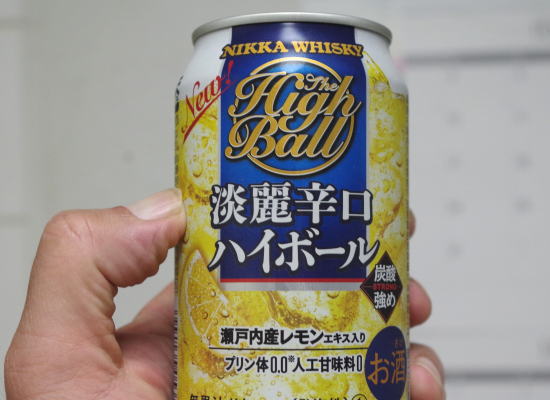 NIKKA WHISKY
New!
The
High
Ball
淡麗辛口
ハイボール
炭酸
STRONG
強め
瀬戸内産レモンエキス入り
プリン体0.0※人工甘味料0
お酒